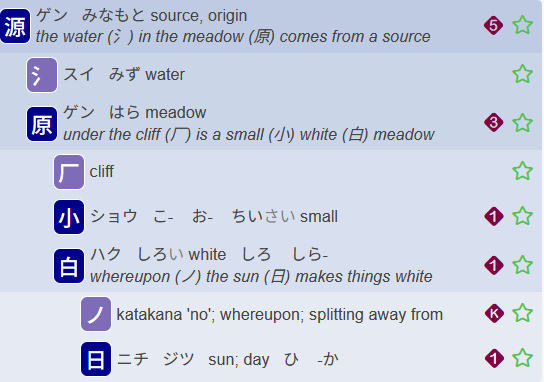 源 ゲン みなもと source, origin
the water (氵) in the meadow (原) comes from a source 5
氵 スイ みず water
原 ゲン はら meadow
under the cliff (厂) is a small (小) white (白) meadow 3
厂 cliff
小 ショウ こ- お- ちいさい small 1
白 ハク しろい white しろ しら-
whereupon (ノ) the sun (日) makes things white 1
ノ katakana 'no'; whereupon; splitting away from K
日 ニチ ジツ sun; day ひ -か 1